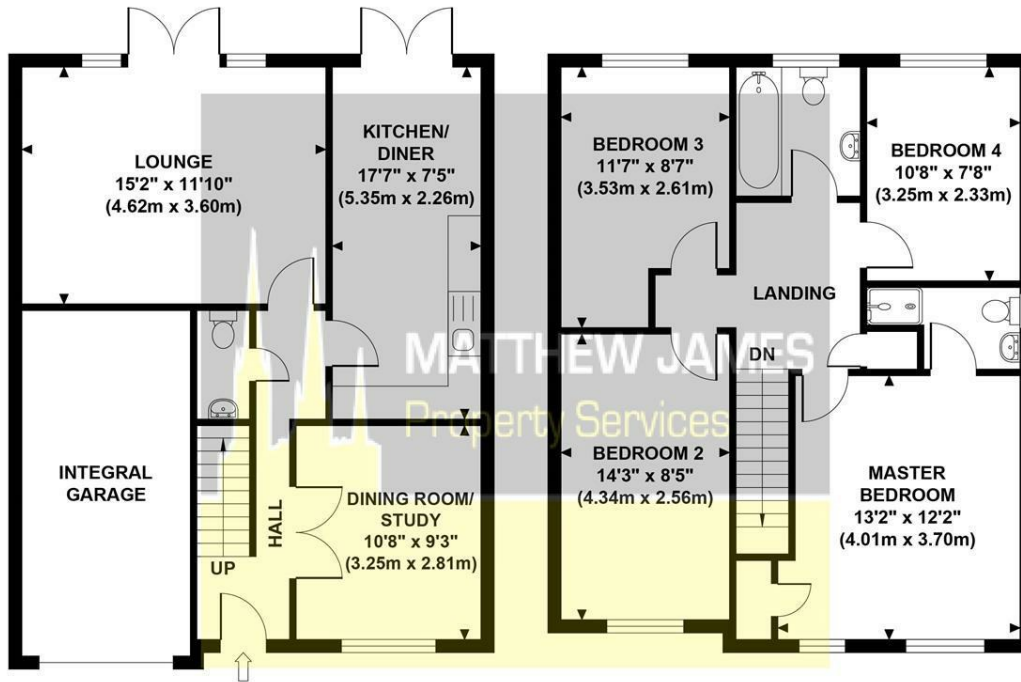 LOUNGE
15'2" x 11'10"
(4.62m x 3.60m)
KITCHEN/
DINER
17'7" x 7'5"
(5.35m x 2.26m)
INTEGRAL
GARAGE
HALL
UP
DINING ROOM/
STUDY
10'8" x 9'3"
(3.25m x 2.81m)
BEDROOM 3
11'7" x 8'7"
(3.53m x 2.61m)
BEDROOM 4
10'8" x 7'8"
(3.25m x 2.33m)
LANDING
DN
BEDROOM 2
14'3" x 8'5"
(4.34m x 2.56m)
MASTER
BEDROOM
13'2" x 12'2"
(4.01m x 3.70m)
MATTHEW JAMES
Property Services